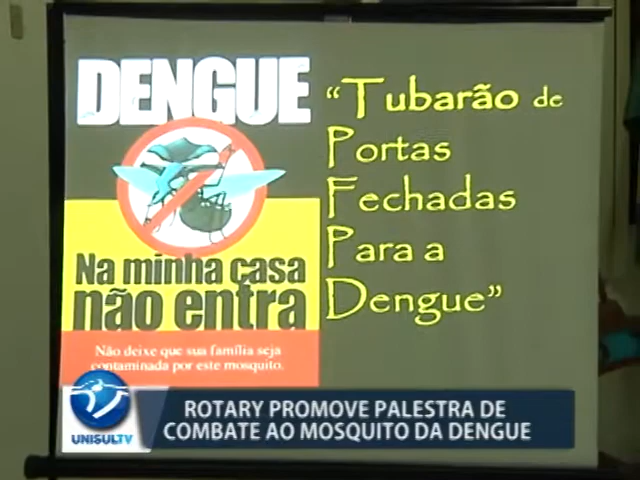 DENGUE
Na minha casa
não entra
Não deixe que sua família seja
contaminada por este mosquito.
"Tubarão de
Portas
Fechadas
Para a
Dengue"
UNISULTV
ROTARY PROMOVE PALESTRA DE
COMBATE AO MOSQUITO DA DENGUE